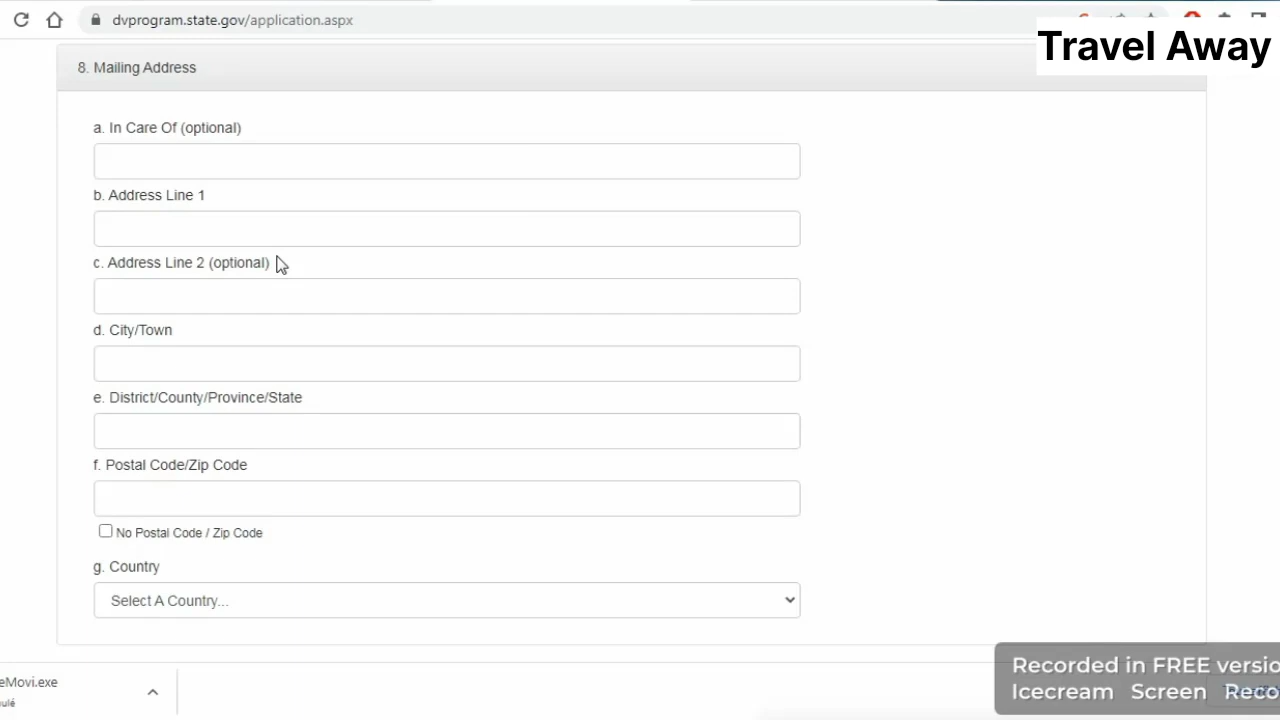 dvprogram.state.gov/application.aspx
Travel Away
8. Mailing Address
a. In Care Of (optional)
b. Address Line 1
c. Address Line 2 (optional)
d. City/Town
e. District/County/Province/State
f. Postal Code/Zip Code
No Postal Code / Zip Code
g. Country
Select A Country...
eMovi.exe
ulé
Recorded in FREE versio
Icecream Screen Reco